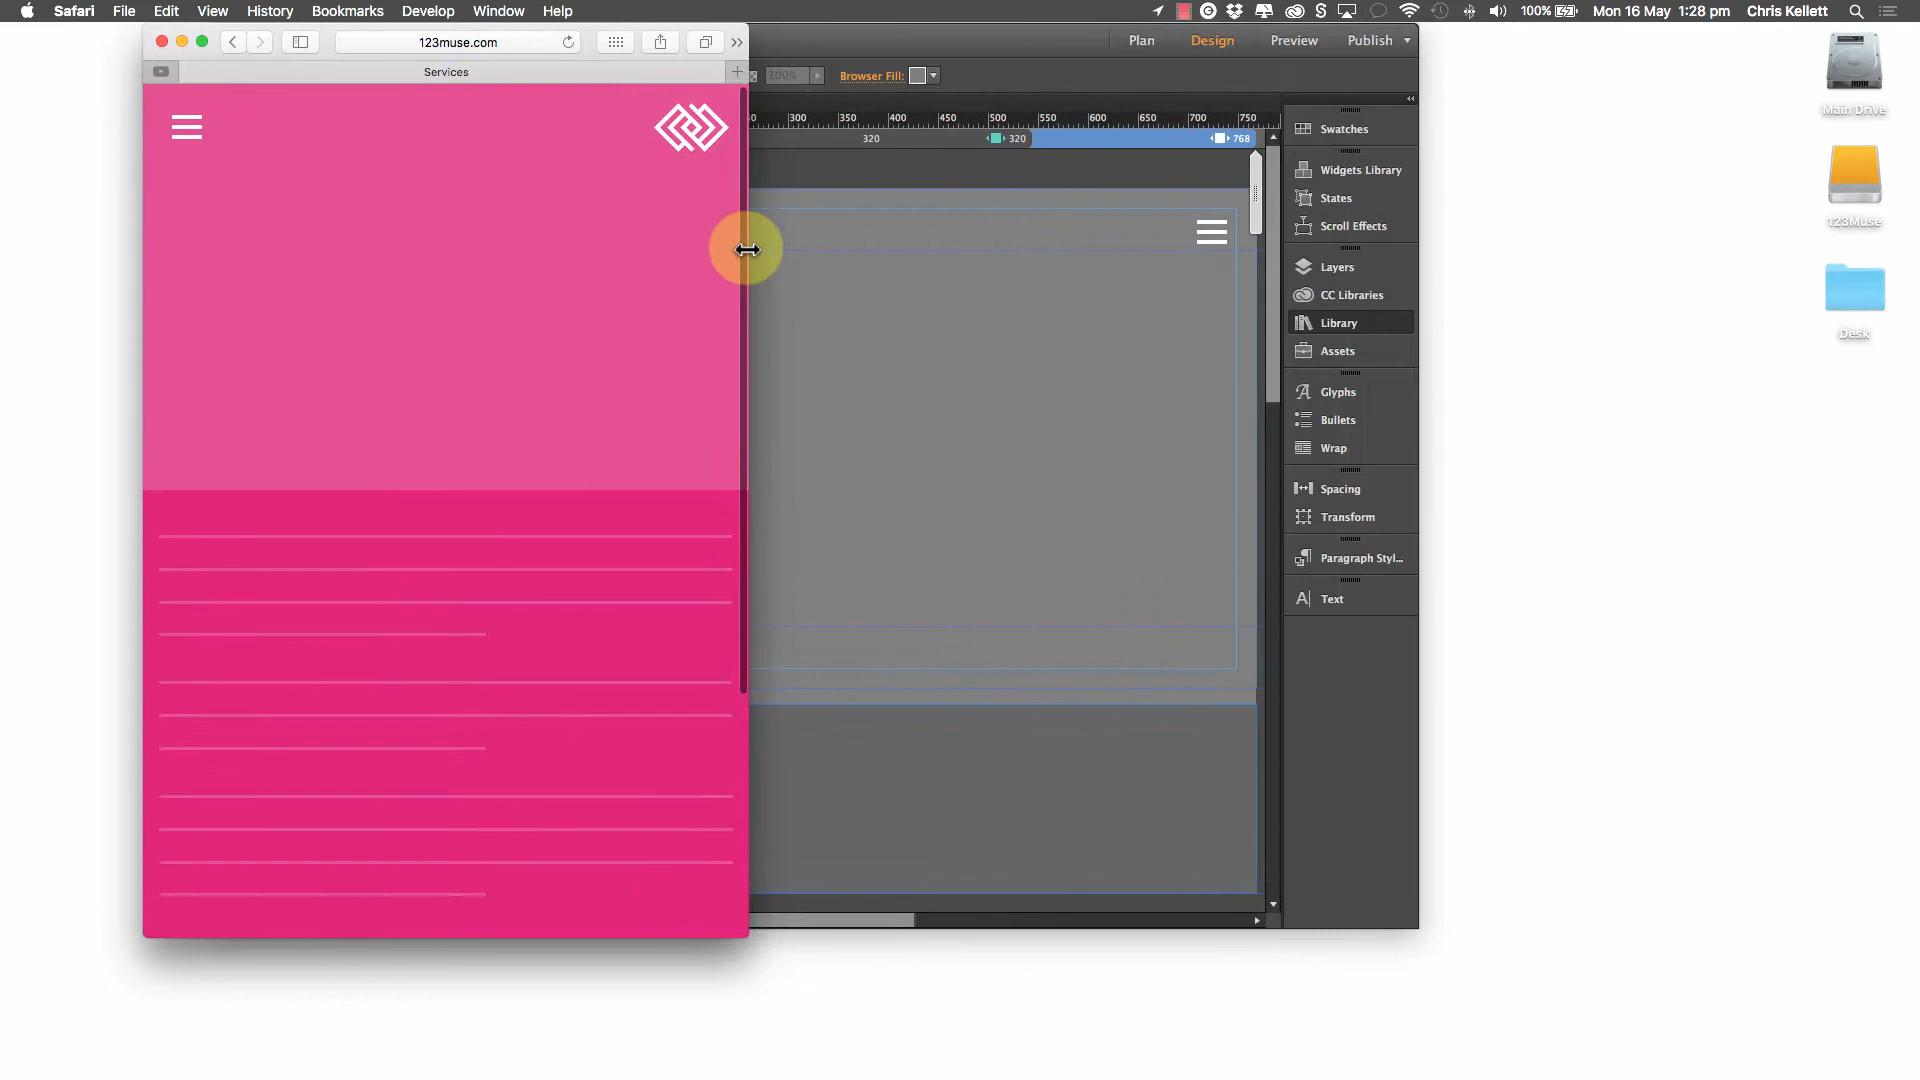 Safari File Edit View History Bookmarks Develop Window Help
100% Mon 16 May 1:28 pm Chris Kellett
123muse.com
Services
Plan Design Preview Publish
100% Browser Fill:
300 350 400 450 500 550 600 650 700 750
320 320 768
Swatches
Widgets Library
States
Scroll Effects
Layers
CC Libraries
Library
Assets
Glyphs
Bullets
Wrap
Spacing
Transform
Paragraph Styl...
Text
Main Drive
123Muse
Desk